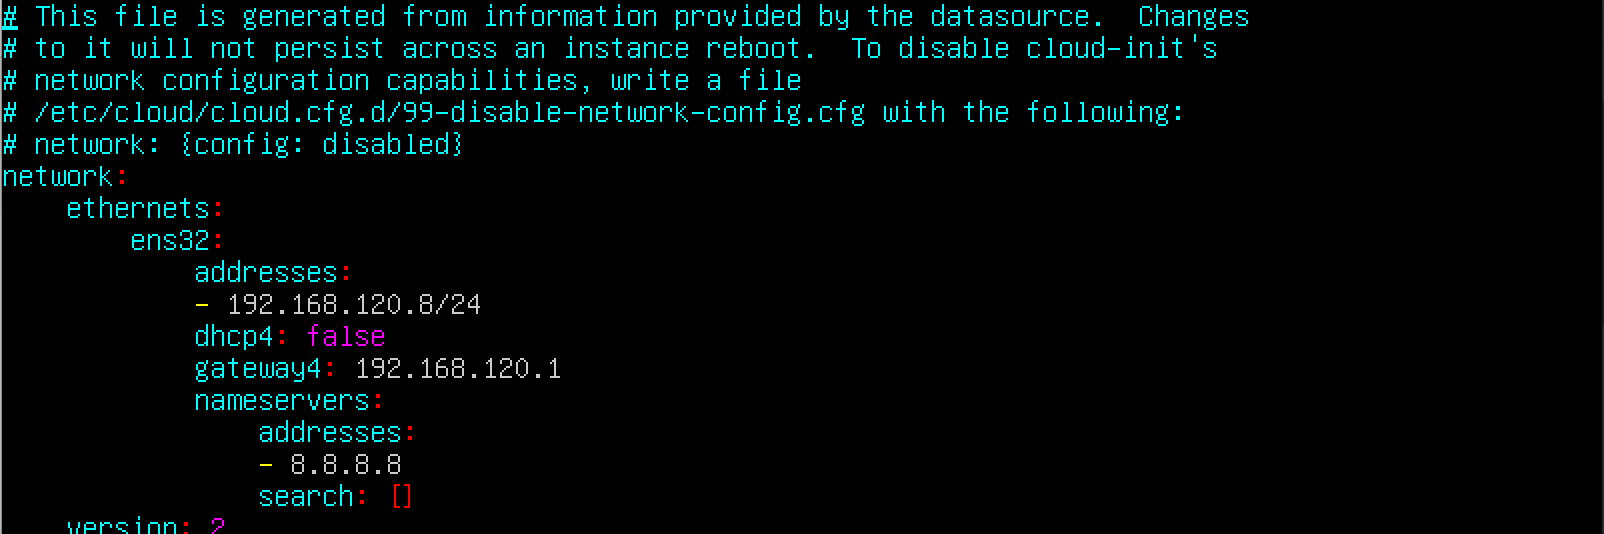 # This file is generated from information provided by the datasource.  Changes
# to it will not persist across an instance reboot.  To disable cloud-init's
# network configuration capabilities, write a file
# /etc/cloud/cloud.cfg.d/99-disable-network-config.cfg with the following:
# network: {config: disabled}
network:
    ethernets:
        ens32:
            addresses:
            - 192.168.120.8/24
            dhcp4: false
            gateway4: 192.168.120.1
            nameservers:
                addresses:
                - 8.8.8.8
                search: []
    version: 2